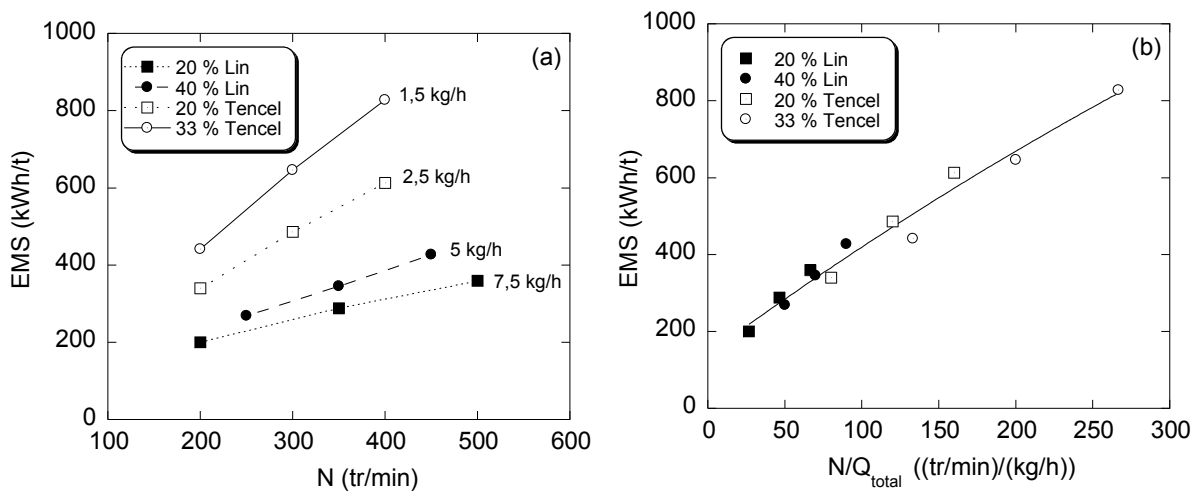 1000
800
600
400
200
0
EMS (kWh/t)
(a)
20 % Lin
40 % Lin
20 % Tencel
33 % Tencel
1,5 kg/h
2,5 kg/h
5 kg/h
7,5 kg/h
100 200 300 400 500 600
N (tr/min)
1000
800
600
400
200
0
EMS (kWh/t)
(b)
20 % Lin
40 % Lin
20 % Tencel
33 % Tencel
0 50 100 150 200 250 300
N/Qtotal ((tr/min)/(kg/h))